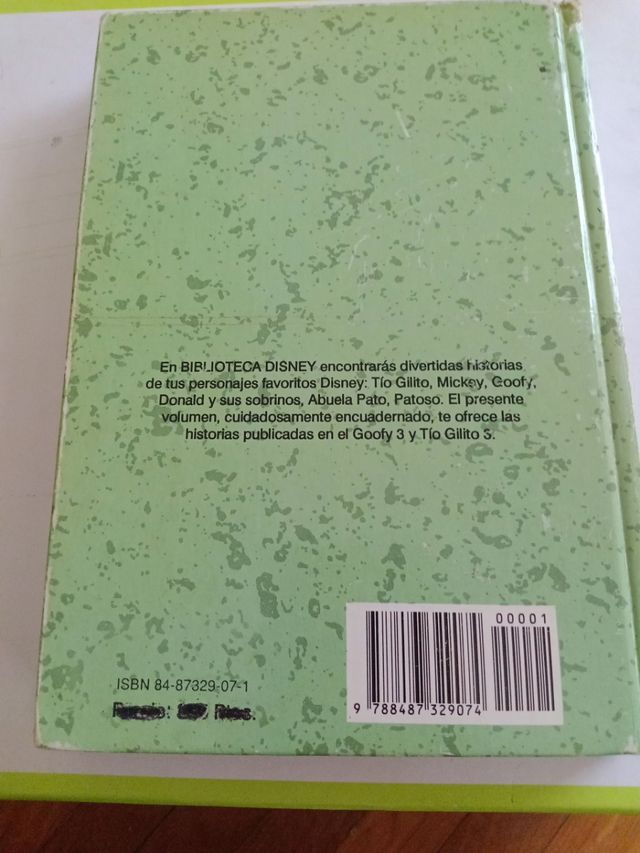 En BIBLIOTECA DISNEY encontrarás divertidas historias
de tus personajes favoritos Disney: Tío Gilito, Mickey, Goofy,
Donald y sus sobrinos, Abuela Pato, Patoso. El presente
volumen, cuidadosamente encuadernado, te ofrece las
historias publicadas en el Goofy 3 y Tío Gilito 3.
00001
ISBN 84-87329-07-1
9 788487 329074